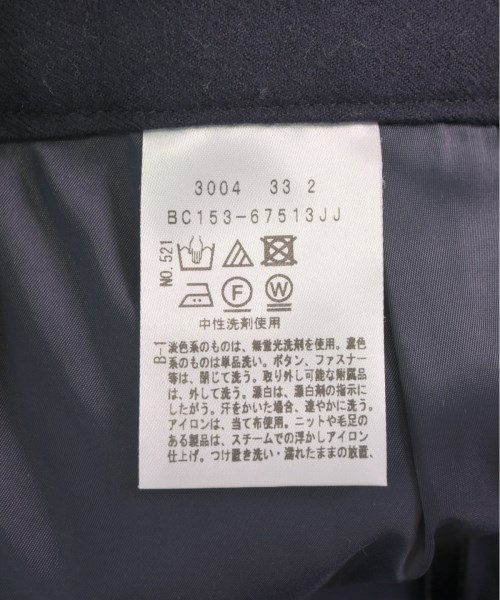 3004 33 2
BC153-67513JJ
NO.521
F W
中性洗剤使用
B-1
淡色系のものは、無蛍光洗剤を使用。濃色
系のものは単品洗い。ボタン、ファスナー
等は、閉じて洗う。取り外し可能な附属品
は、外して洗う。漂白は、漂白剤の指示に
したがう。汗をかいた場合、速やかに洗う。
アイロンは、当て布使用。ニットや毛足の
ある製品は、スチームでの浮かしアイロン
仕上げ。つけ置き洗い・濡れたままの放置、